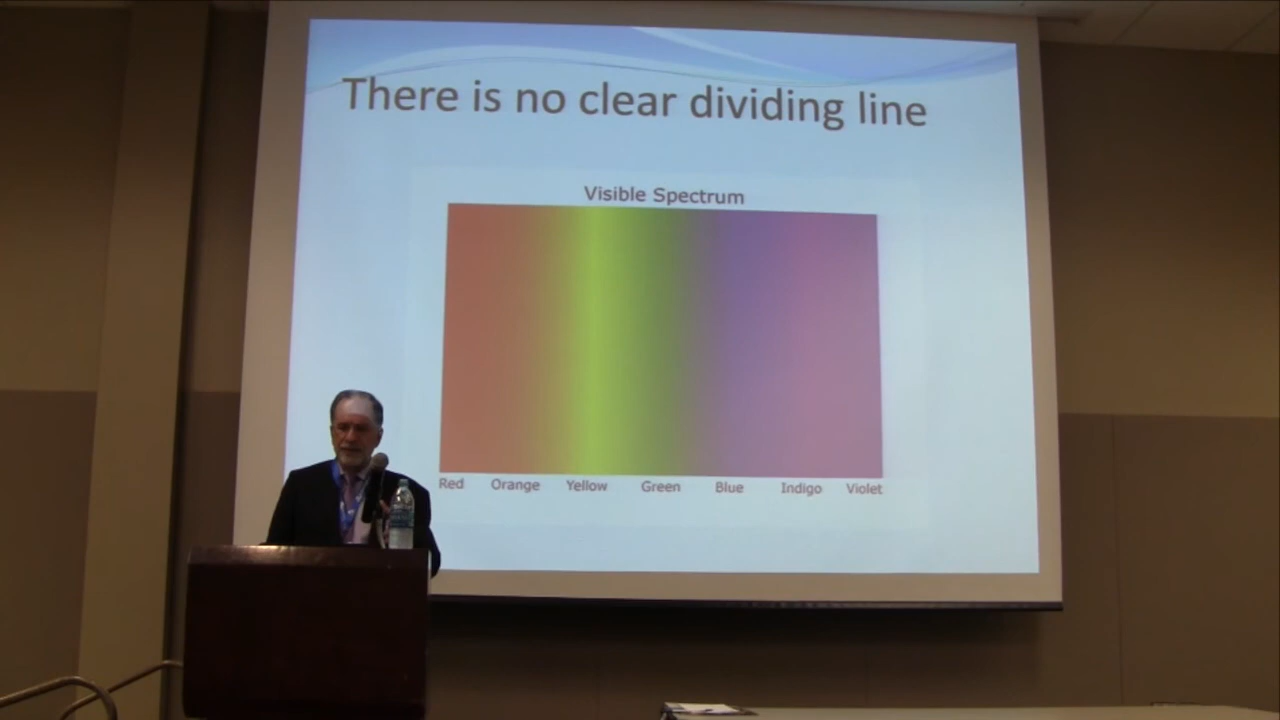 There is no clear dividing line
Visible Spectrum
Red Orange Yellow Green Blue Indigo Violet